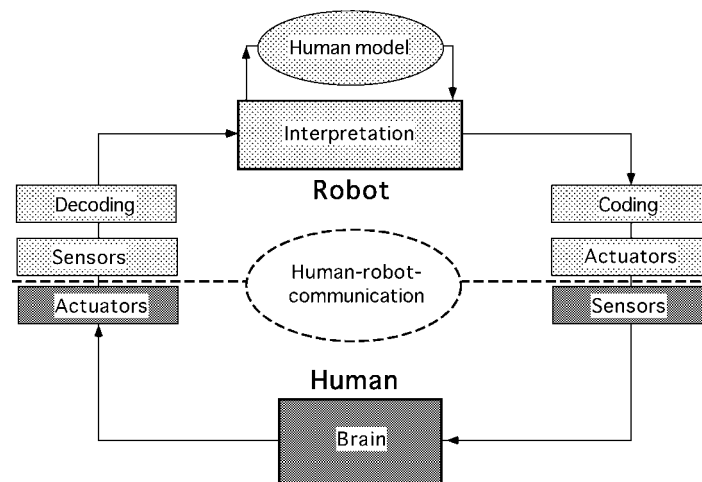 Human model
Interpretation
Robot
Decoding
Coding
Sensors
Actuators
Human-robot-
communication
Actuators
Sensors
Human
Brain